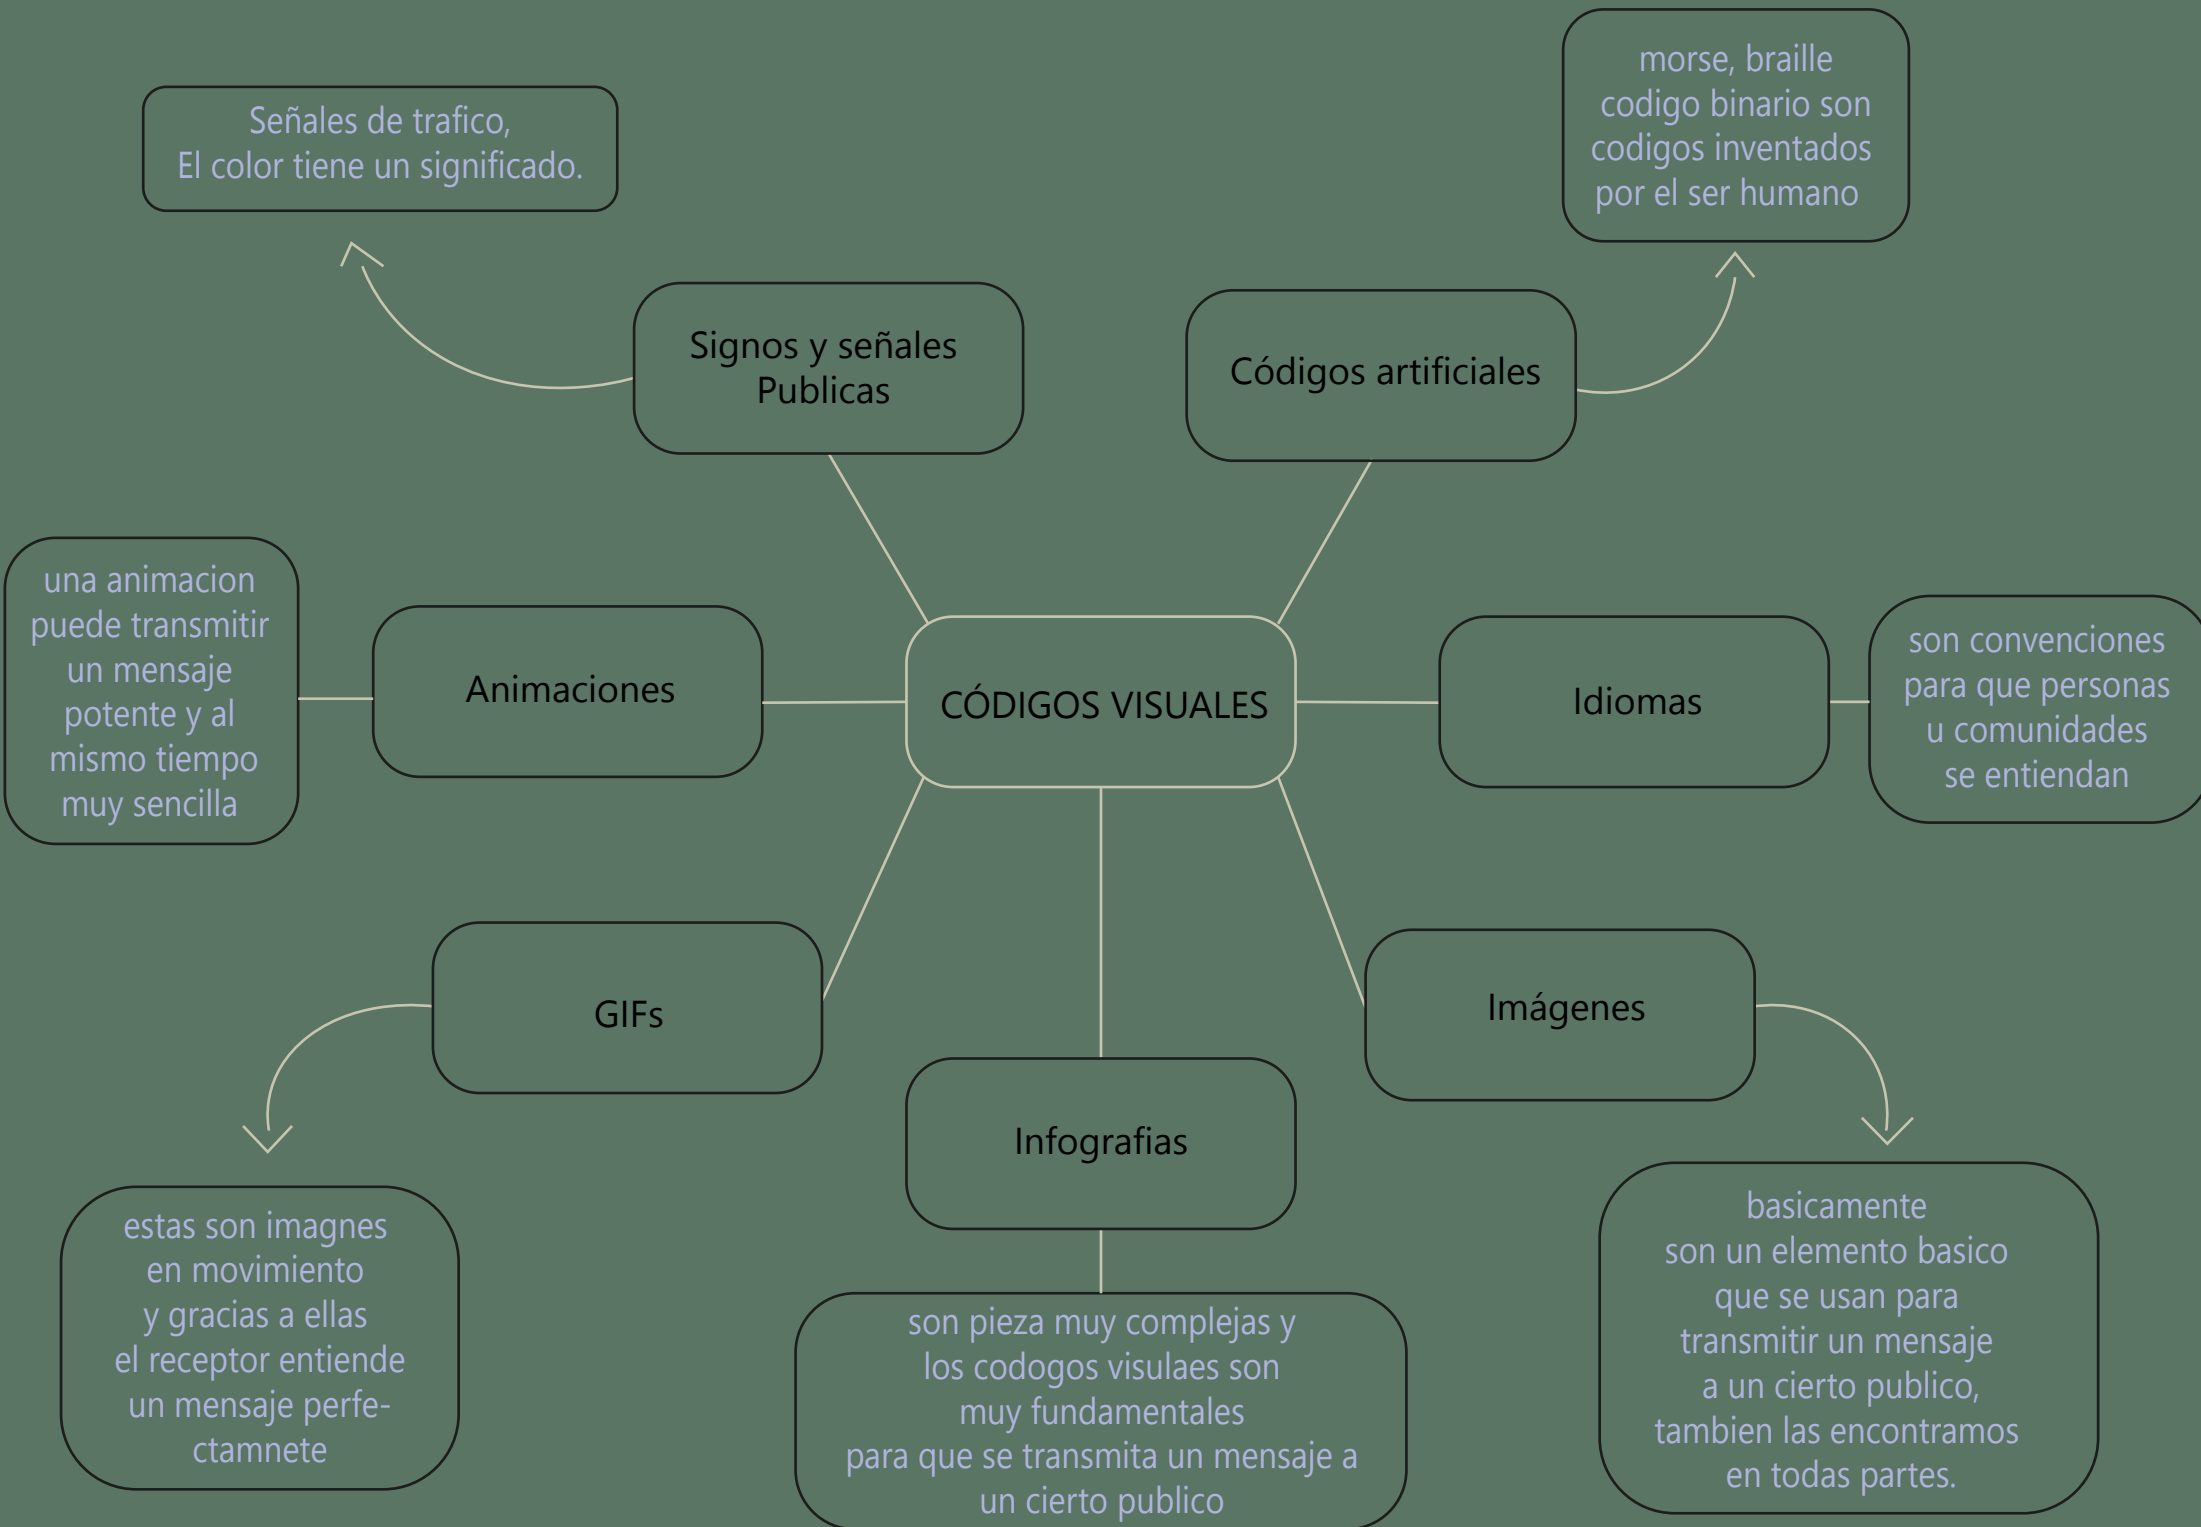 Señales de trafico,
El color tiene un significado.
morse, braille
codigo binario son
codigos inventados
por el ser humano
Signos y señales
Publicas
Códigos artificiales
una animacion
puede transmitir
un mensaje
potente y al
mismo tiempo
muy sencilla
Animaciones
CÓDIGOS VISUALES
Idiomas
son convenciones
para que personas
u comunidades
se entiendan
GIFs
Infografias
Imágenes
estas son imagnes
en movimiento
y gracias a ellas
el receptor entiende
un mensaje perfe-
ctamnete
son pieza muy complejas y
los codogos visulaes son
muy fundamentales
para que se transmita un mensaje a
un cierto publico
basicamente
son un elemento basico
que se usan para
transmitir un mensaje
a un cierto publico,
tambien las encontramos
en todas partes.